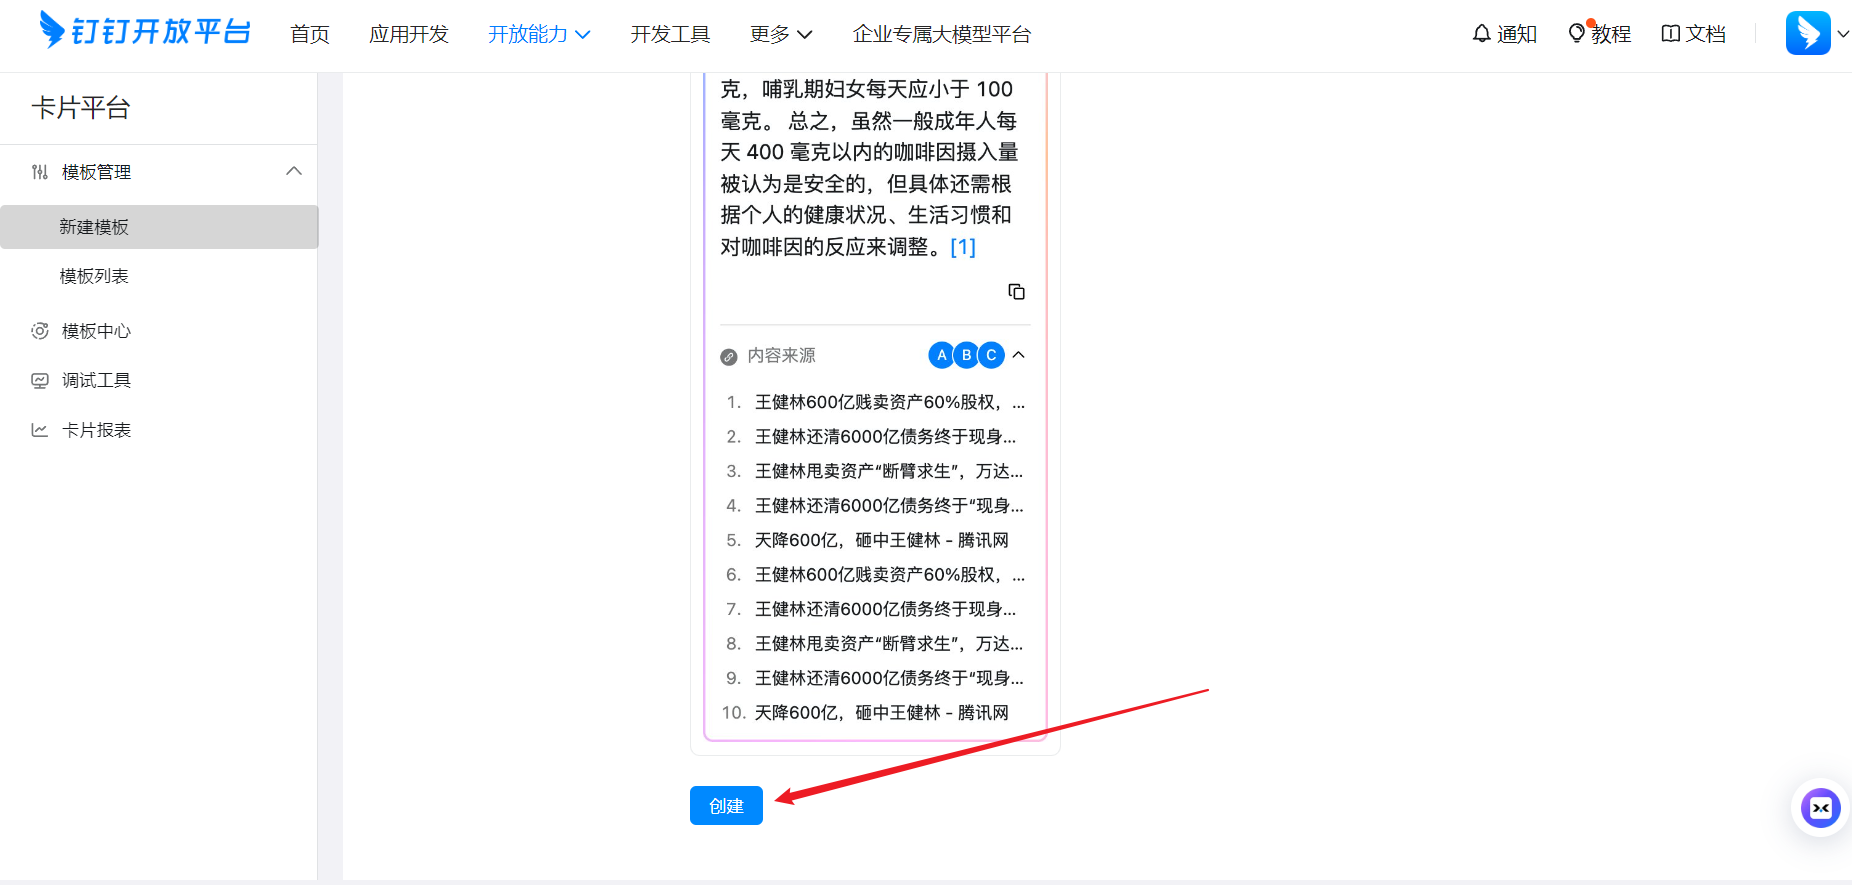 钉钉开放平台
首页
应用开发
开放能力
开发工具
更多
企业专属大模型平台
通知
教程
文档
卡片平台
模板管理
新建模板
模板列表
模板中心
调试工具
卡片报表
克，哺乳期妇女每天应小于 100
毫克。 总之，虽然一般成年人每
天 400 毫克以内的咖啡因摄入量
被认为是安全的，但具体还需根
据个人的健康状况、生活习惯和
对咖啡因的反应来调整。[1]
内容来源
A B C
1. 王健林600亿贱卖资产60%股权，...
2. 王健林还清6000亿债务终于现身...
3. 王健林甩卖资产“断臂求生”，万达...
4. 王健林还清6000亿债务终于“现身...
5. 天降600亿，砸中王健林 - 腾讯网
6. 王健林600亿贱卖资产60%股权，...
7. 王健林还清6000亿债务终于现身...
8. 王健林甩卖资产“断臂求生”，万达...
9. 王健林还清6000亿债务终于“现身...
10. 天降600亿，砸中王健林 - 腾讯网
创建